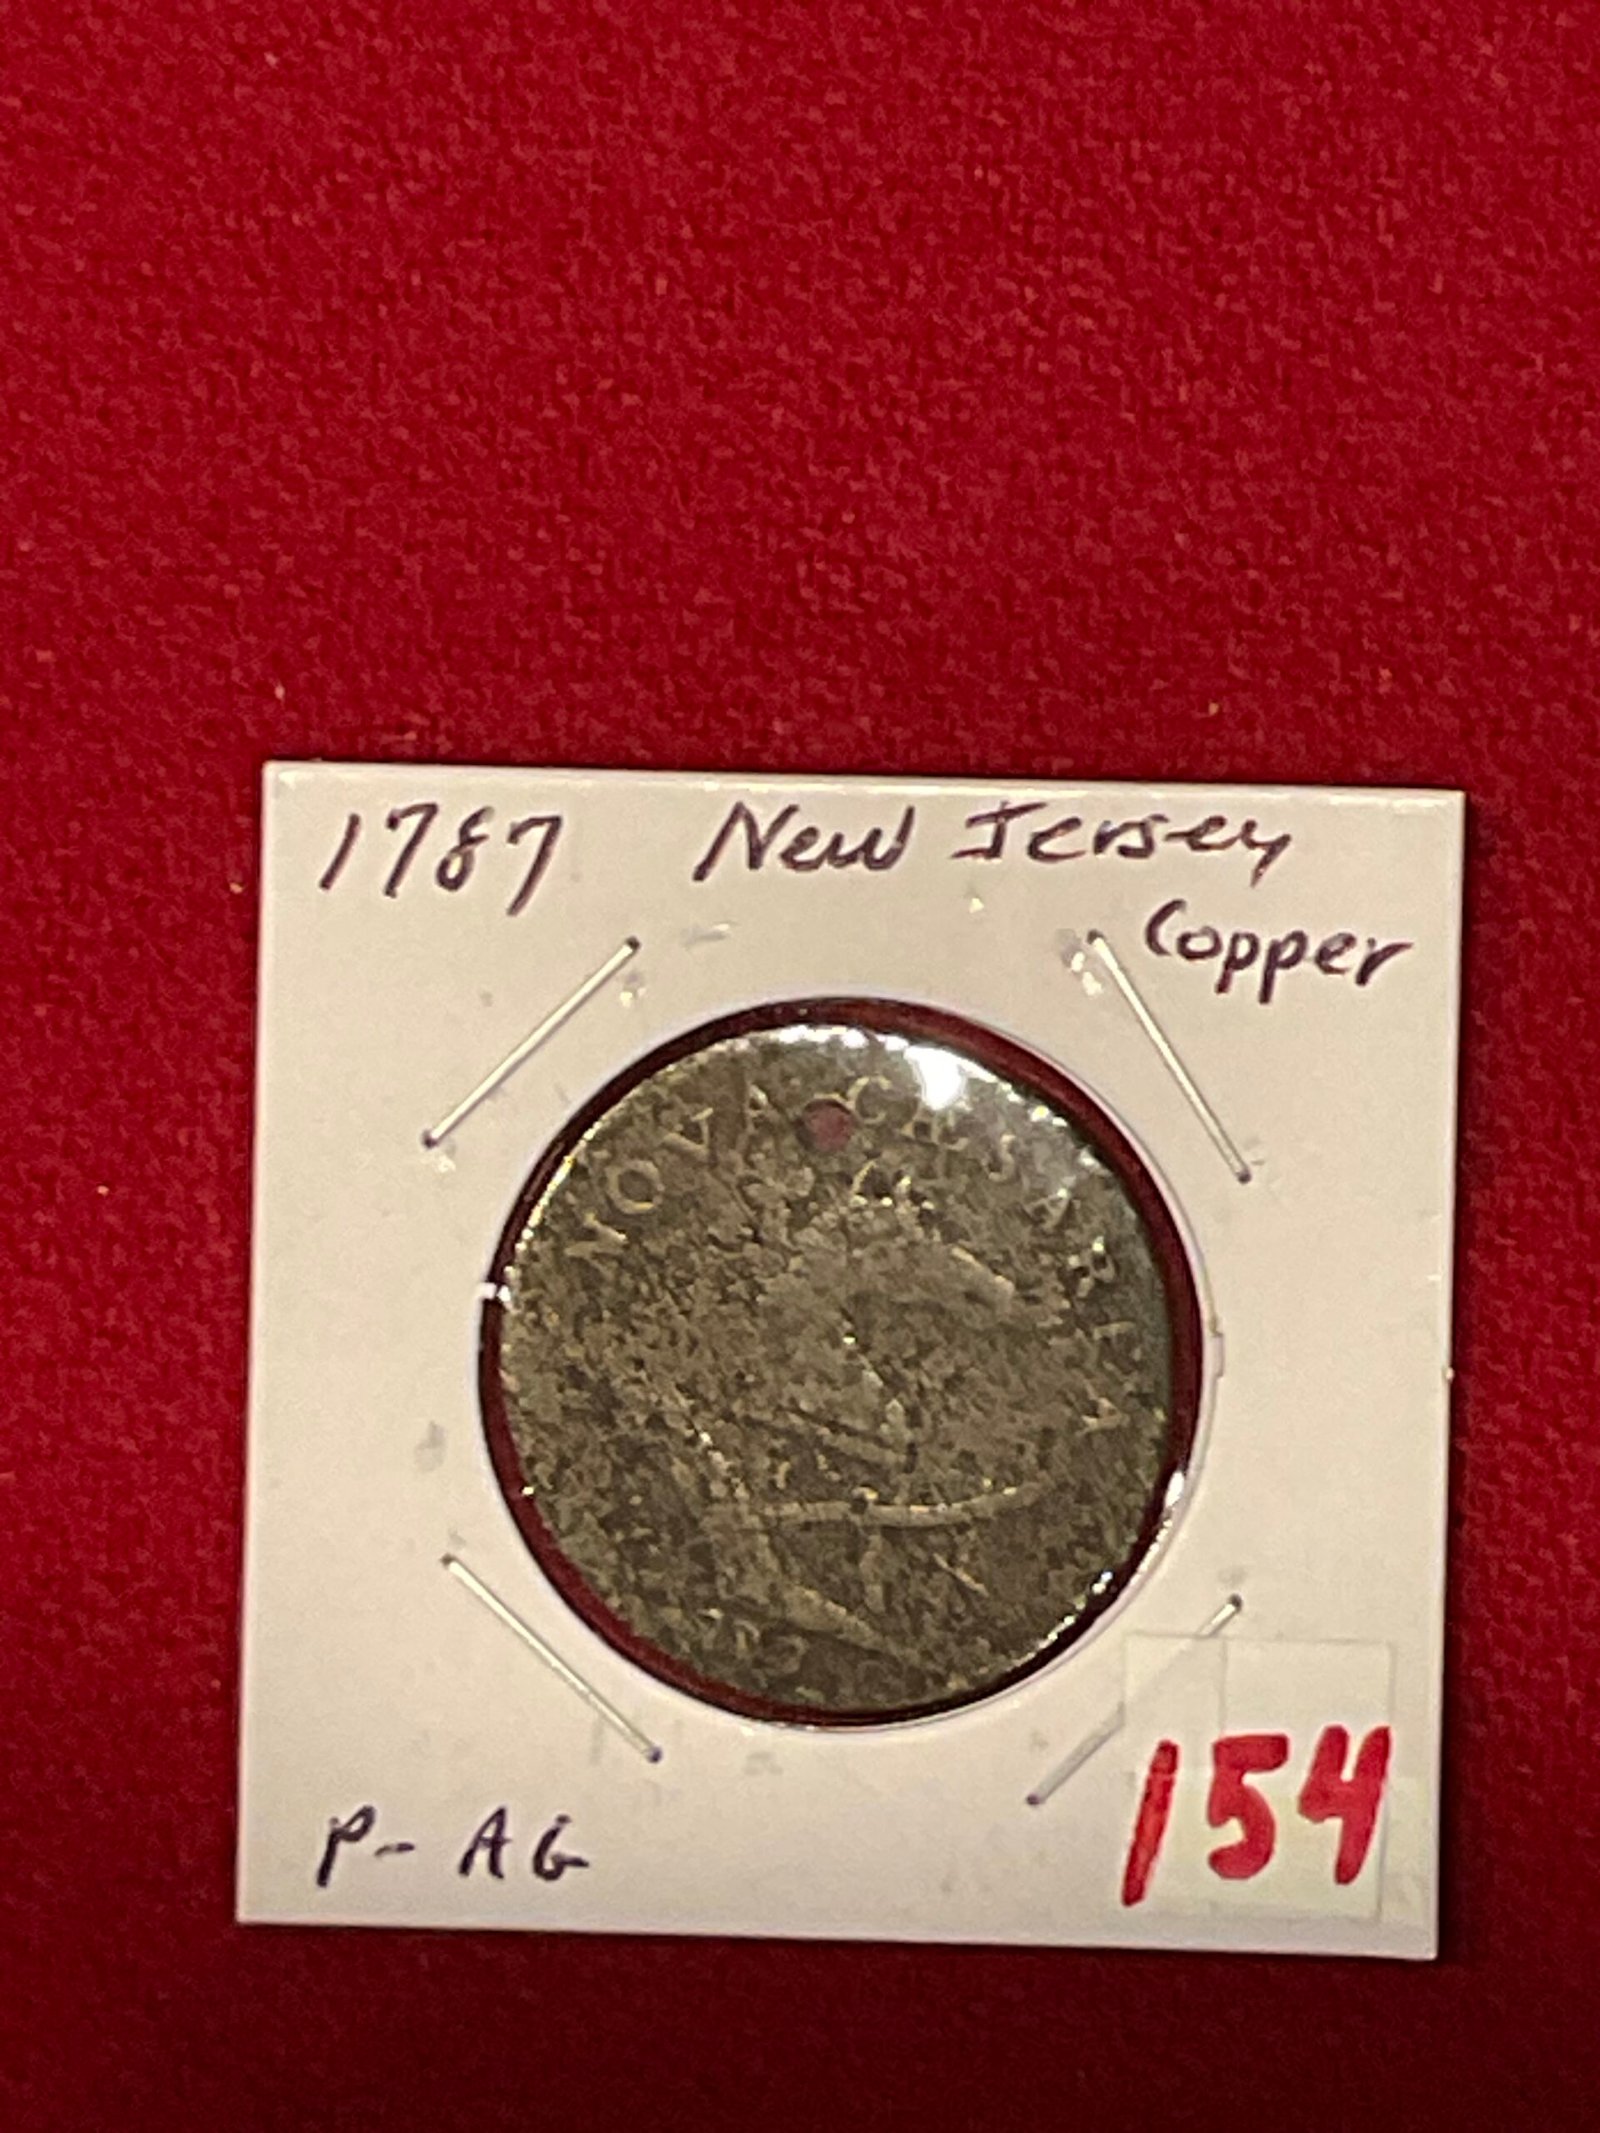 1787 New Jersey
Copper
NOVA CÆSAREA
P- AG
154